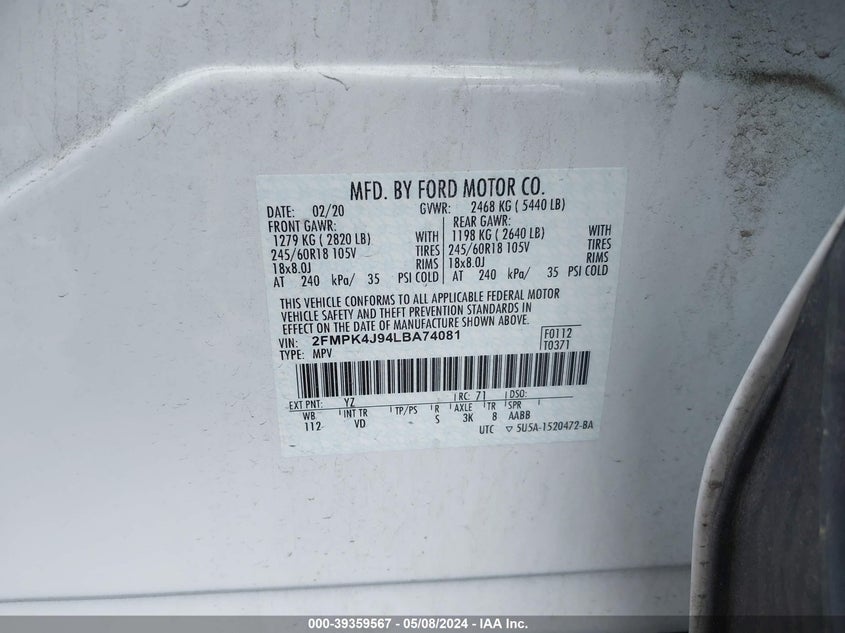 MFD. BY FORD MOTOR CO.
DATE: 02/20 GVWR: 2468 KG ( 5440 LB)
FRONT GAWR: REAR GAWR:
1279 KG ( 2820 LB) WITH 1198 KG ( 2640 LB) WITH
245/60R18 105V TIRES 245/60R18 105V TIRES
18x8.0J RIMS 18x8.0J RIMS
AT 240 kPa/ 35 PSI COLD AT 240 kPa/ 35 PSI COLD
THIS VEHICLE CONFORMS TO ALL APPLICABLE FEDERAL MOTOR
VEHICLE SAFETY AND THEFT PREVENTION STANDARDS IN
EFFECT ON THE DATE OF MANUFACTURE SHOWN ABOVE.
VIN: 2FMPK4J94LBA74081 F0112
TYPE: MPV T0371
EXT PNT: YZ RC: 71 DSO:
WB INT TR TP/PS R AXLE TR SPR
112 VD S 3K 8 AABB
UTC ▽ 5U5A-1520472-BA
000-39359567 - 05/08/2024 - IAA Inc.